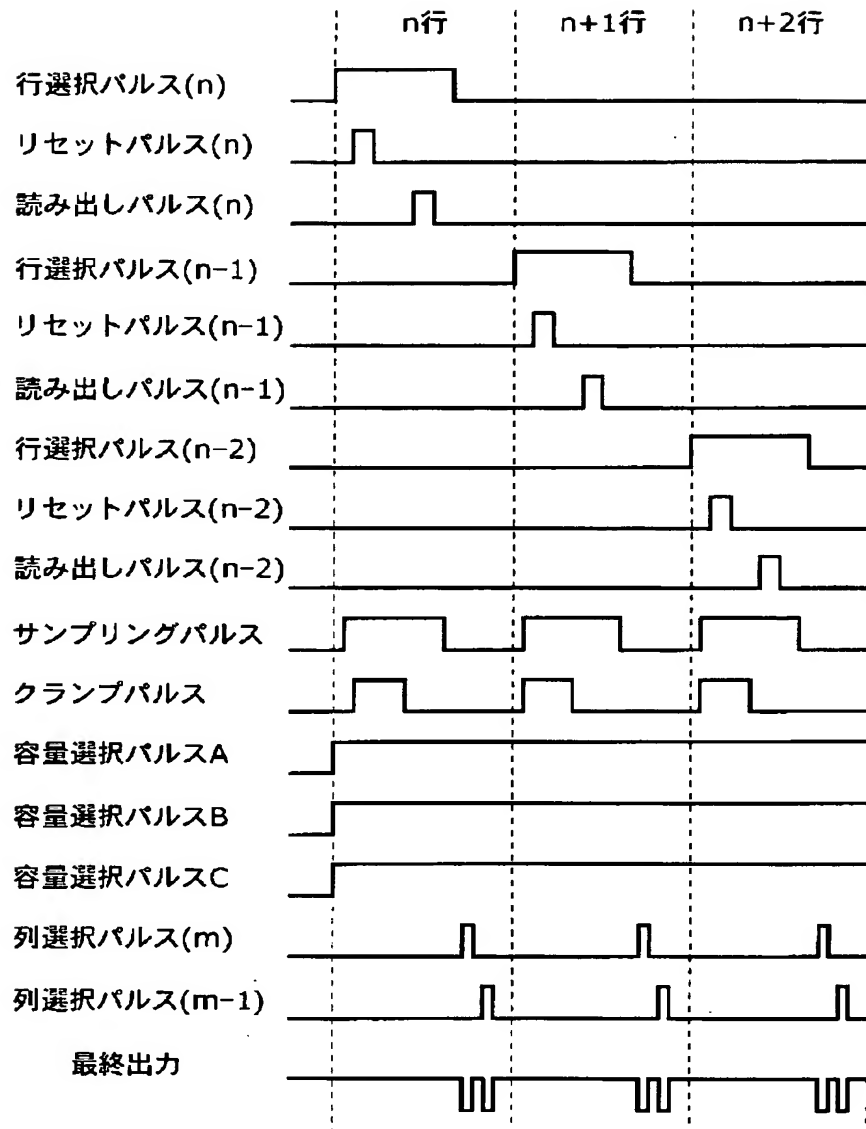 n行 n+1行 n+2行
行選択パルス(n)
リセットパルス(n)
読み出しパルス(n)
行選択パルス(n-1)
リセットパルス(n-1)
読み出しパルス(n-1)
行選択パルス(n-2)
リセットパルス(n-2)
読み出しパルス(n-2)
サンプリングパルス
クランプパルス
容量選択パルスA
容量選択パルスB
容量選択パルスC
列選択パルス(m)
列選択パルス(m-1)
最終出力